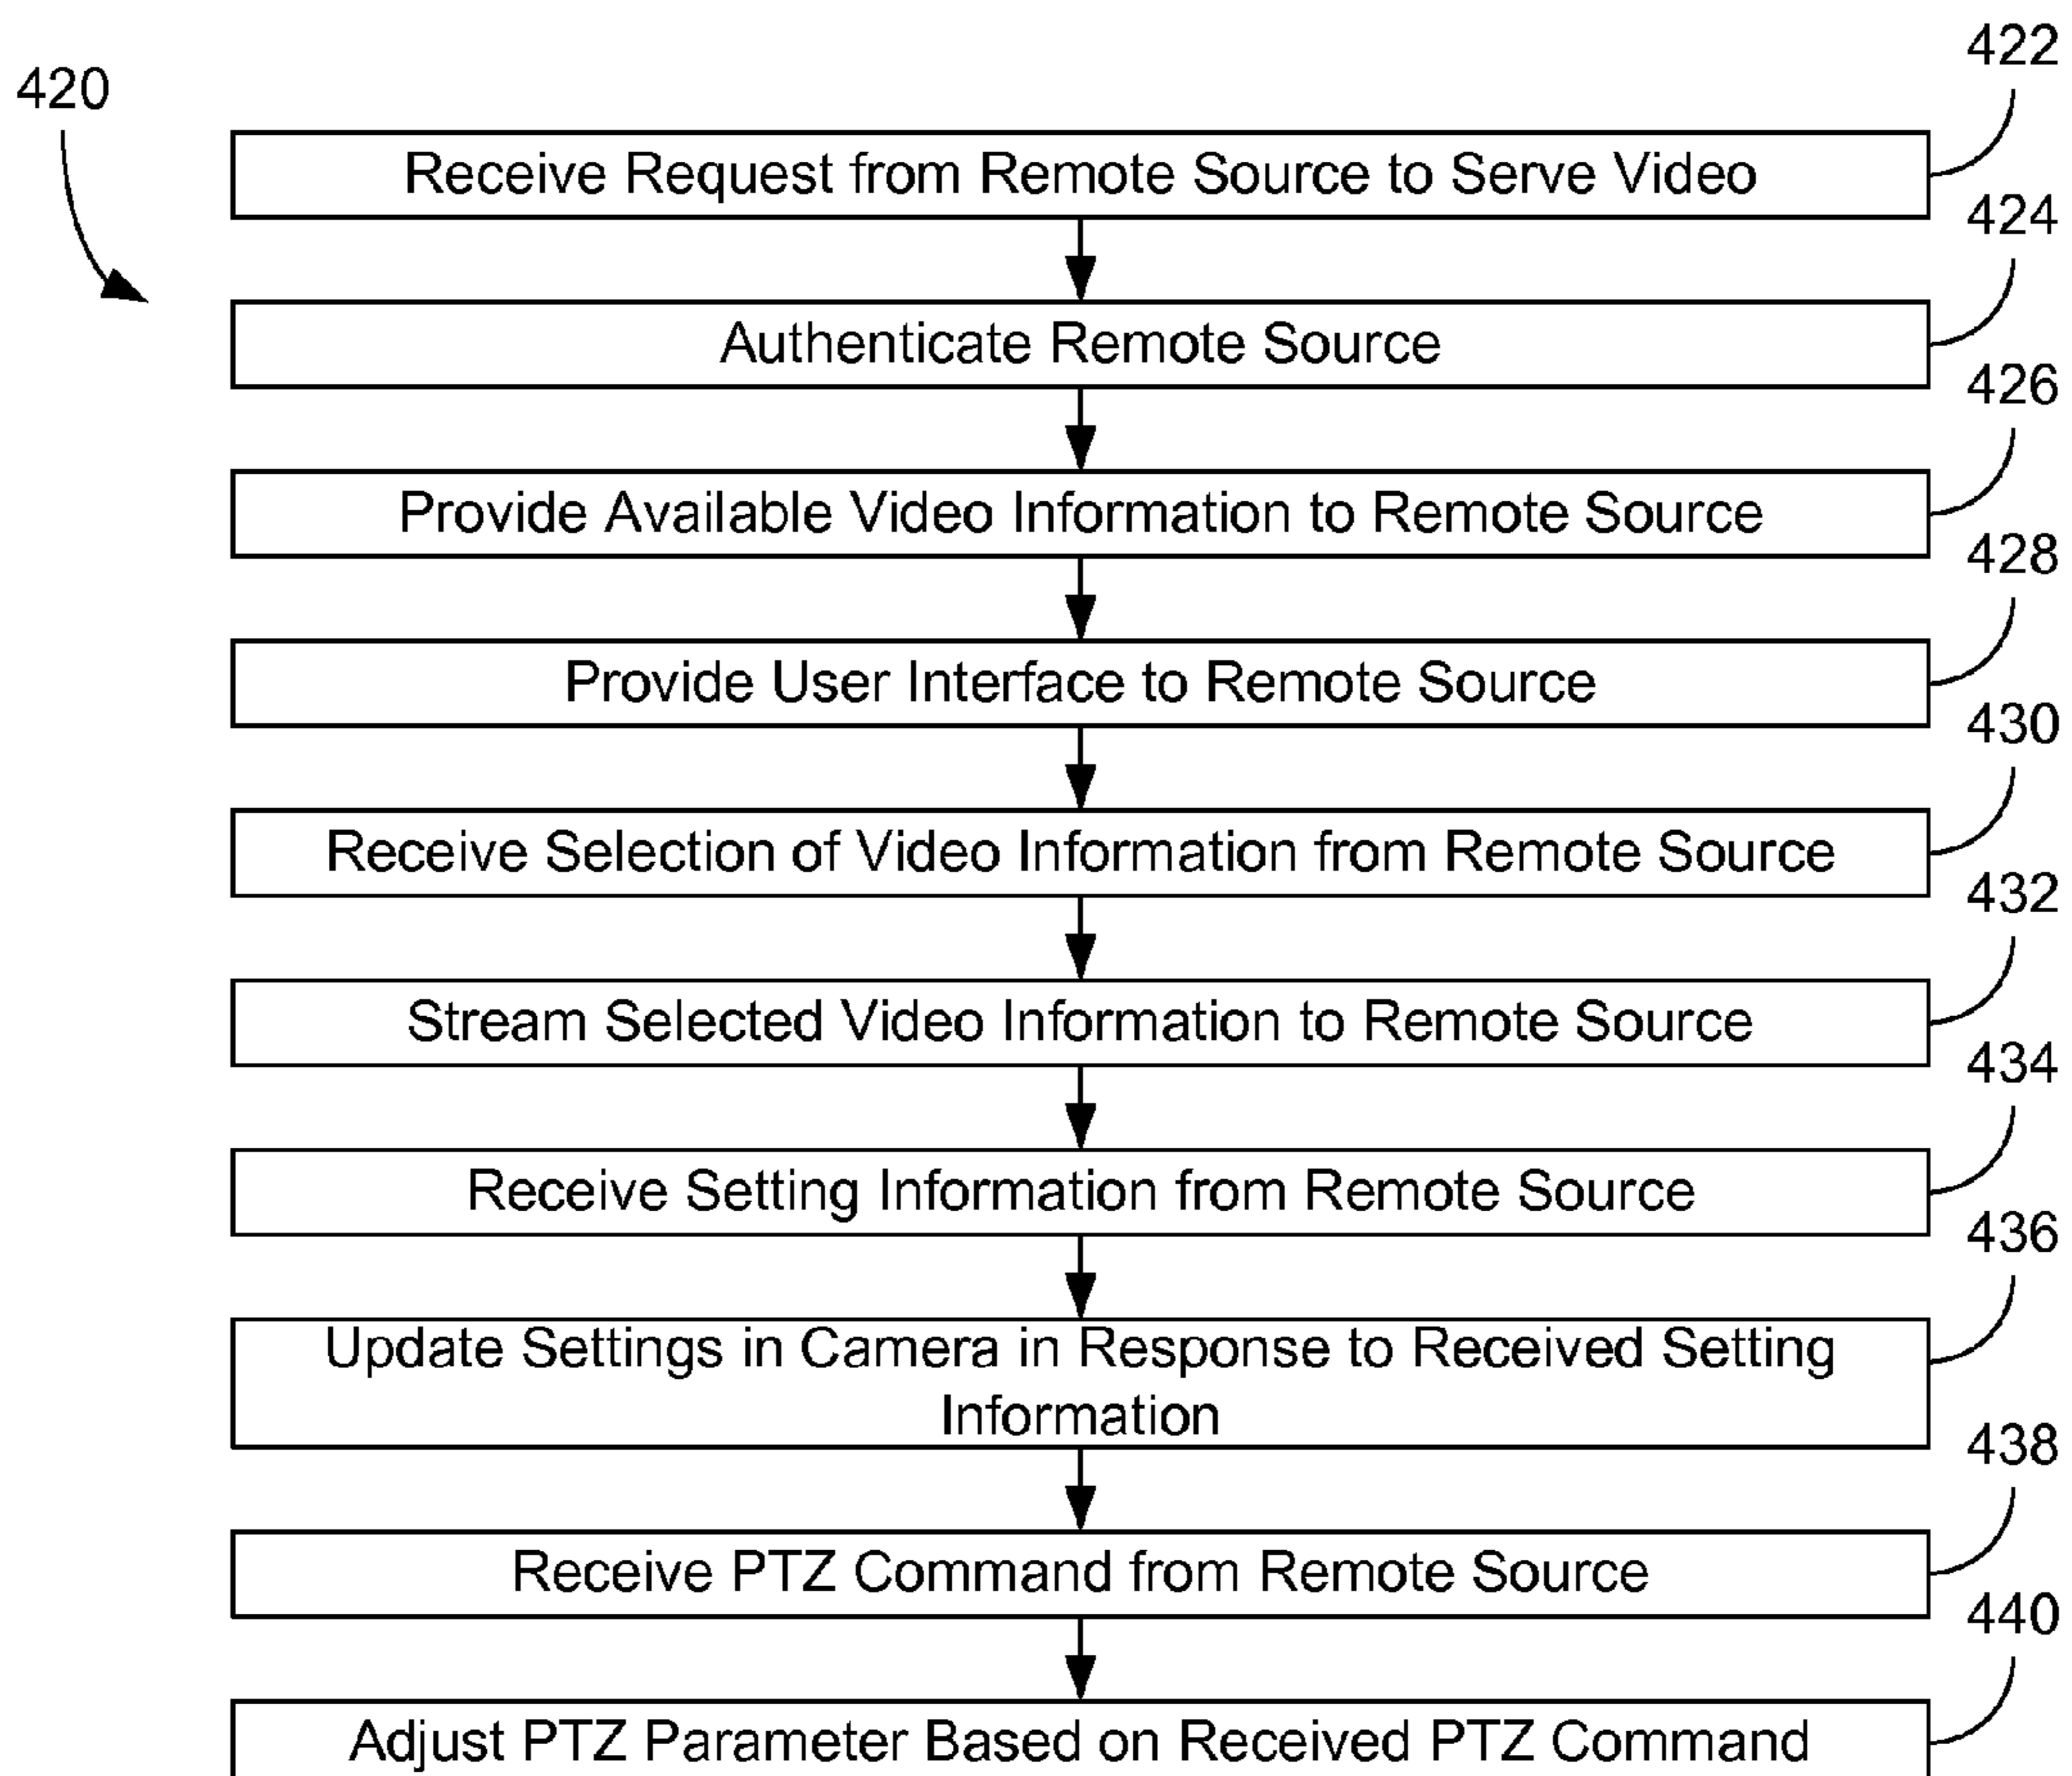 420
422
Receive Request from Remote Source to Serve Video
424
Authenticate Remote Source
426
Provide Available Video Information to Remote Source
428
Provide User Interface to Remote Source
430
Receive Selection of Video Information from Remote Source
432
Stream Selected Video Information to Remote Source
434
Receive Setting Information from Remote Source
436
Update Settings in Camera in Response to Received Setting
Information
438
Receive PTZ Command from Remote Source
440
Adjust PTZ Parameter Based on Received PTZ Command